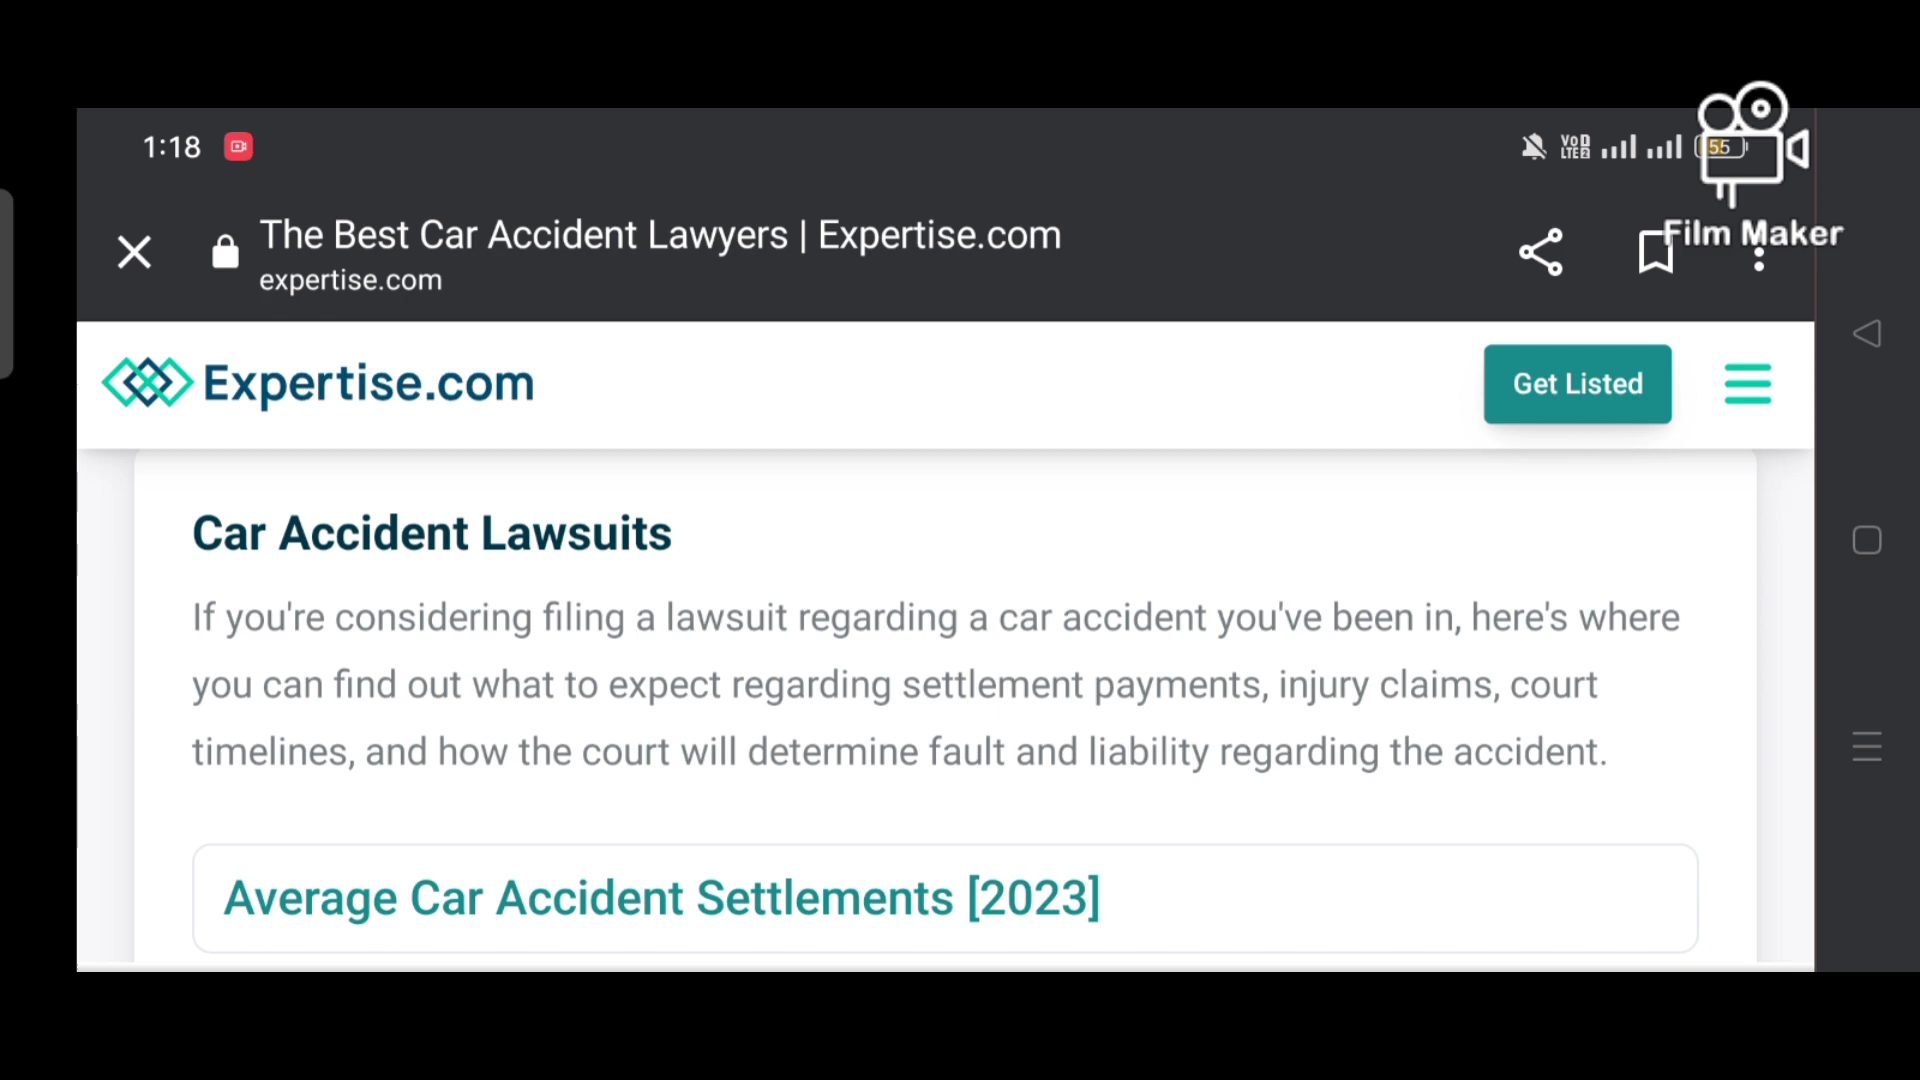 1:18
VoD
LTE2
55
Film Maker
The Best Car Accident Lawyers | Expertise.com
expertise.com
Expertise.com
Get Listed
Car Accident Lawsuits
If you're considering filing a lawsuit regarding a car accident you've been in, here's where
you can find out what to expect regarding settlement payments, injury claims, court
timelines, and how the court will determine fault and liability regarding the accident.
Average Car Accident Settlements [2023]